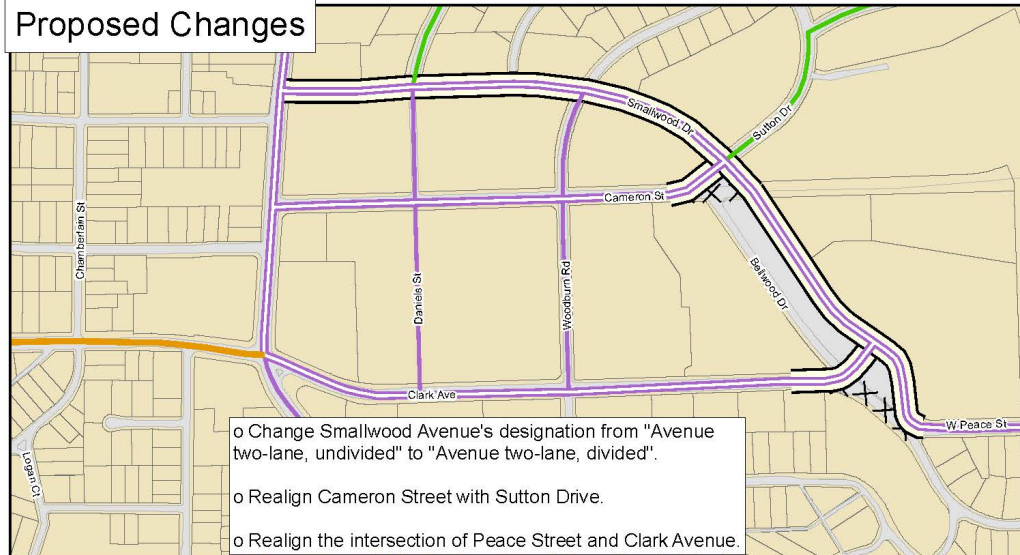 Proposed Changes
Smallwood Dr
Sutton Dr
Cameron St
Chamberlain St
Bellwood Dr
Daniels St
Woodburn Rd
Clark Ave
W Peace St
Logan Ct
o Change Smallwood Avenue's designation from "Avenue
two-lane, undivided" to "Avenue two-lane, divided".
o Realign Cameron Street with Sutton Drive.
o Realign the intersection of Peace Street and Clark Avenue.